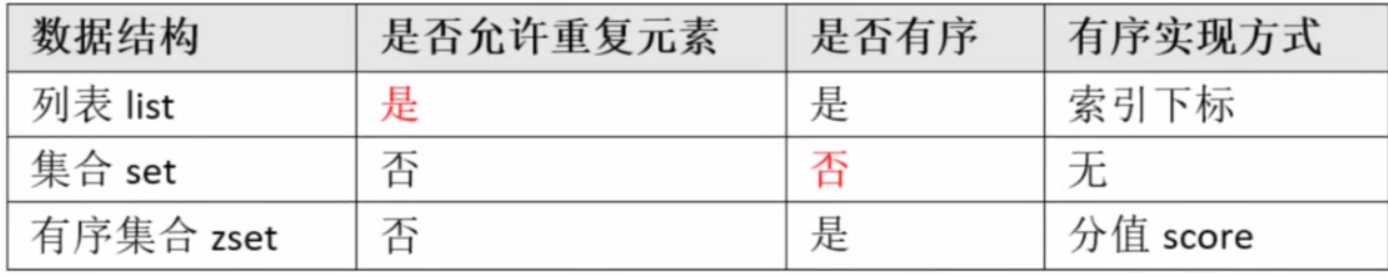 数据结构 是否允许重复元素 是否有序 有序实现方式
列表 list 是 是 索引下标
集合 set 否 否 无
有序集合 zset 否 是 分值 score